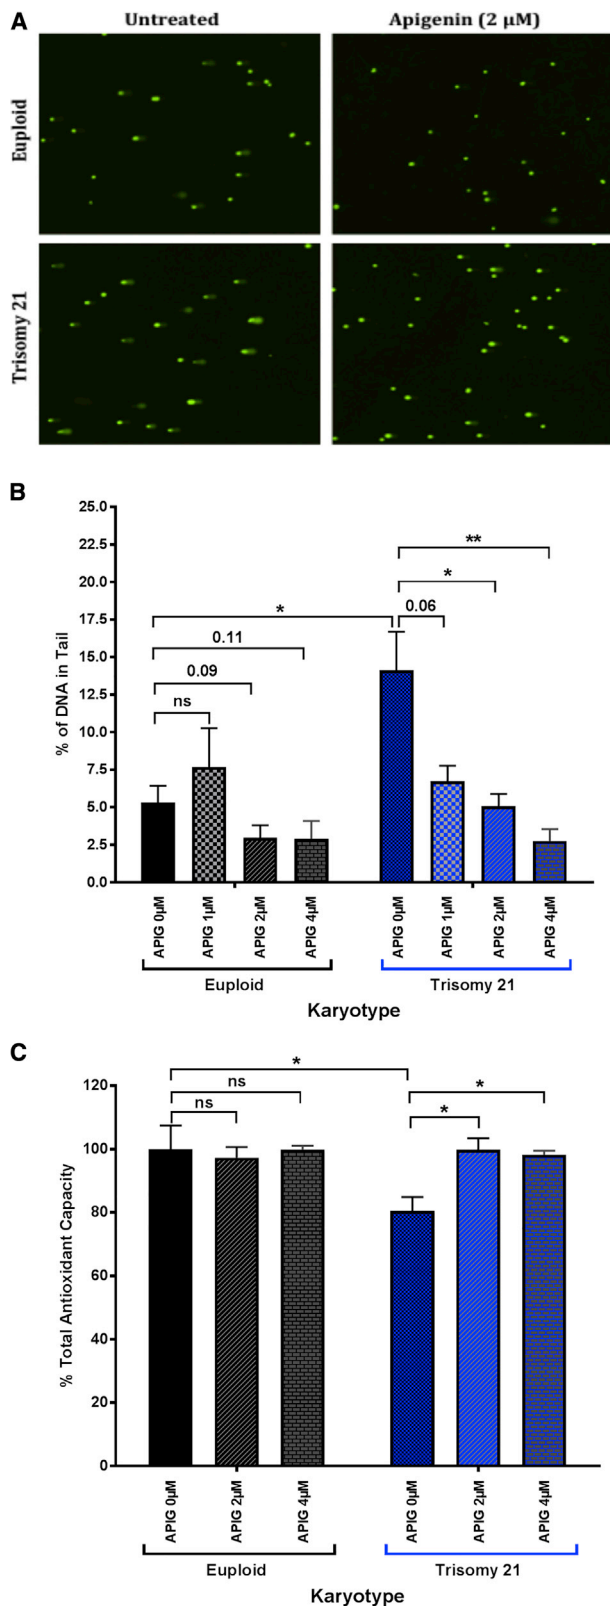 A
Untreated
Apigenin (2 µM)
Euploid
Trisomy 21
B
25.0
22.5
20.0
17.5
15.0
12.5
10.0
7.5
5.0
2.5
0.0
% of DNA in Tail
**
*
0.06
*
0.11
0.09
ns
APIG 0µM
APIG 1µM
APIG 2µM
APIG 4µM
APIG 0µM
APIG 1µM
APIG 2µM
APIG 4µM
Euploid
Trisomy 21
Karyotype
C
120
100
80
60
40
20
0
% Total Antioxidant Capacity
*
ns
ns
*
*
APIG 0µM
APIG 2µM
APIG 4µM
APIG 0µM
APIG 2µM
APIG 4µM
Euploid
Trisomy 21
Karyotype